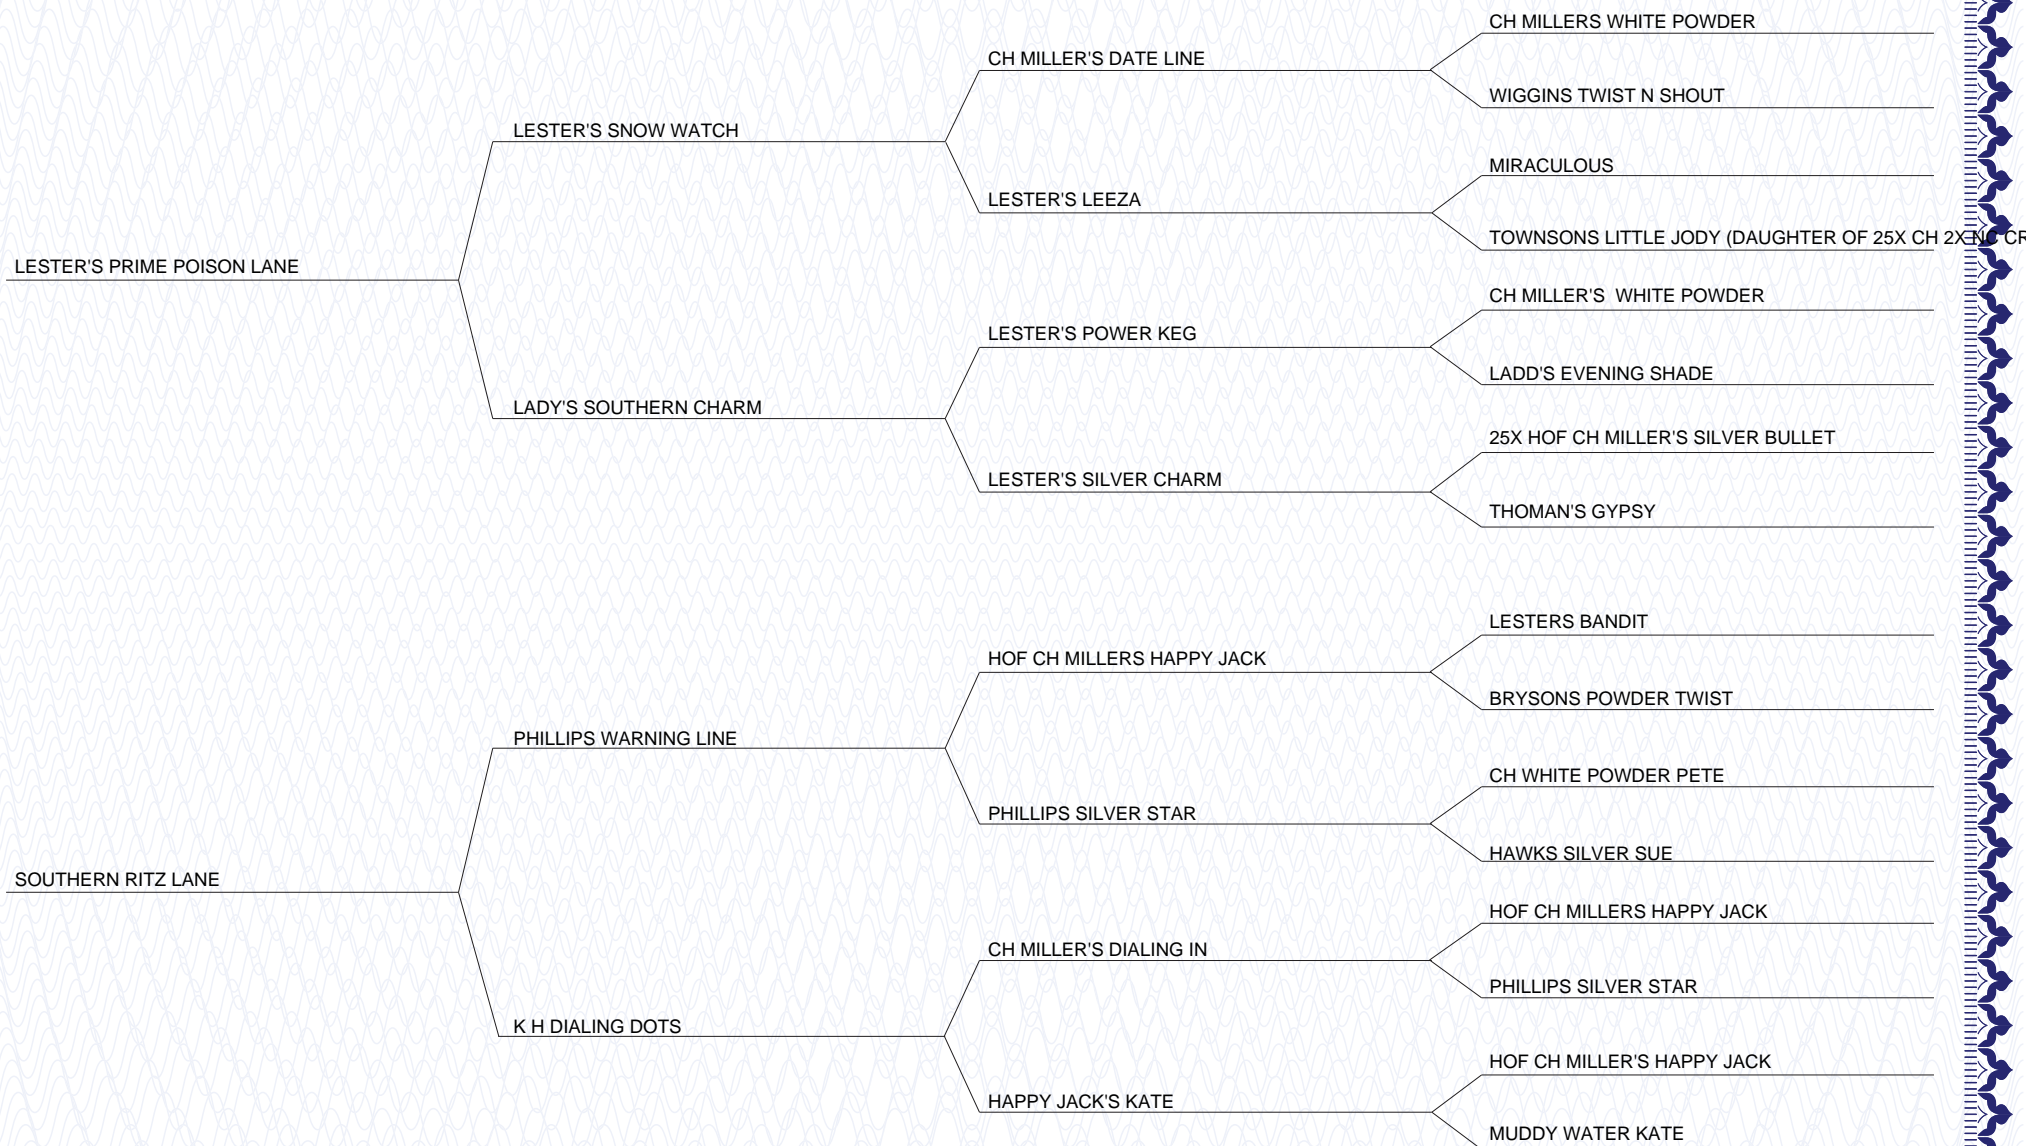 CH MILLERS WHITE POWDER
CH MILLER'S DATE LINE
WIGGINS TWIST N SHOUT
LESTER'S SNOW WATCH
MIRACULOUS
LESTER'S LEEZA
TOWNSONS LITTLE JODY (DAUGHTER OF 25X CH 2X NC CR
LESTER'S PRIME POISON LANE
CH MILLER'S  WHITE POWDER
LESTER'S POWER KEG
LADD'S EVENING SHADE
LADY'S SOUTHERN CHARM
25X HOF CH MILLER'S SILVER BULLET
LESTER'S SILVER CHARM
THOMAN'S GYPSY
LESTERS BANDIT
HOF CH MILLERS HAPPY JACK
BRYSONS POWDER TWIST
PHILLIPS WARNING LINE
CH WHITE POWDER PETE
PHILLIPS SILVER STAR
HAWKS SILVER SUE
SOUTHERN RITZ LANE
HOF CH MILLERS HAPPY JACK
CH MILLER'S DIALING IN
PHILLIPS SILVER STAR
K H DIALING DOTS
HOF CH MILLER'S HAPPY JACK
HAPPY JACK'S KATE
MUDDY WATER KATE